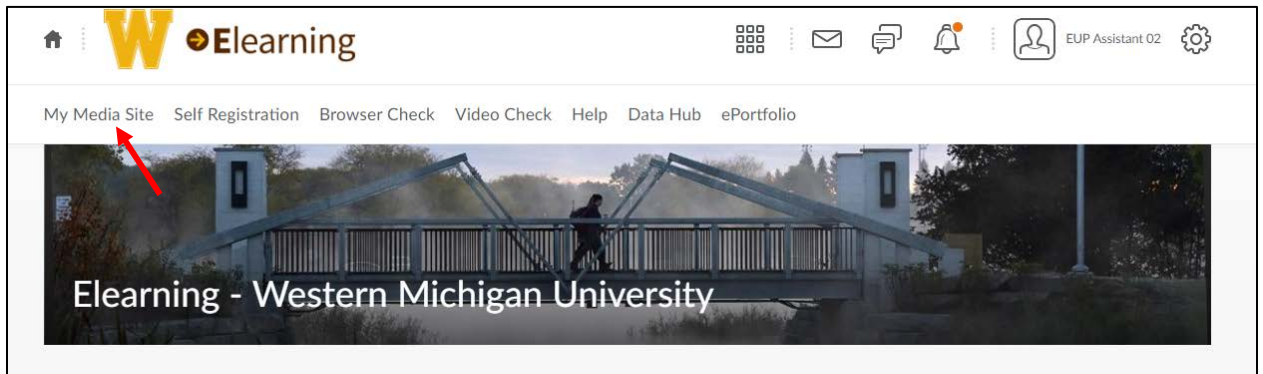 W Elearning EUP Assistant 02
My Media Site Self Registration Browser Check Video Check Help Data Hub ePortfolio
Elearning - Western Michigan University